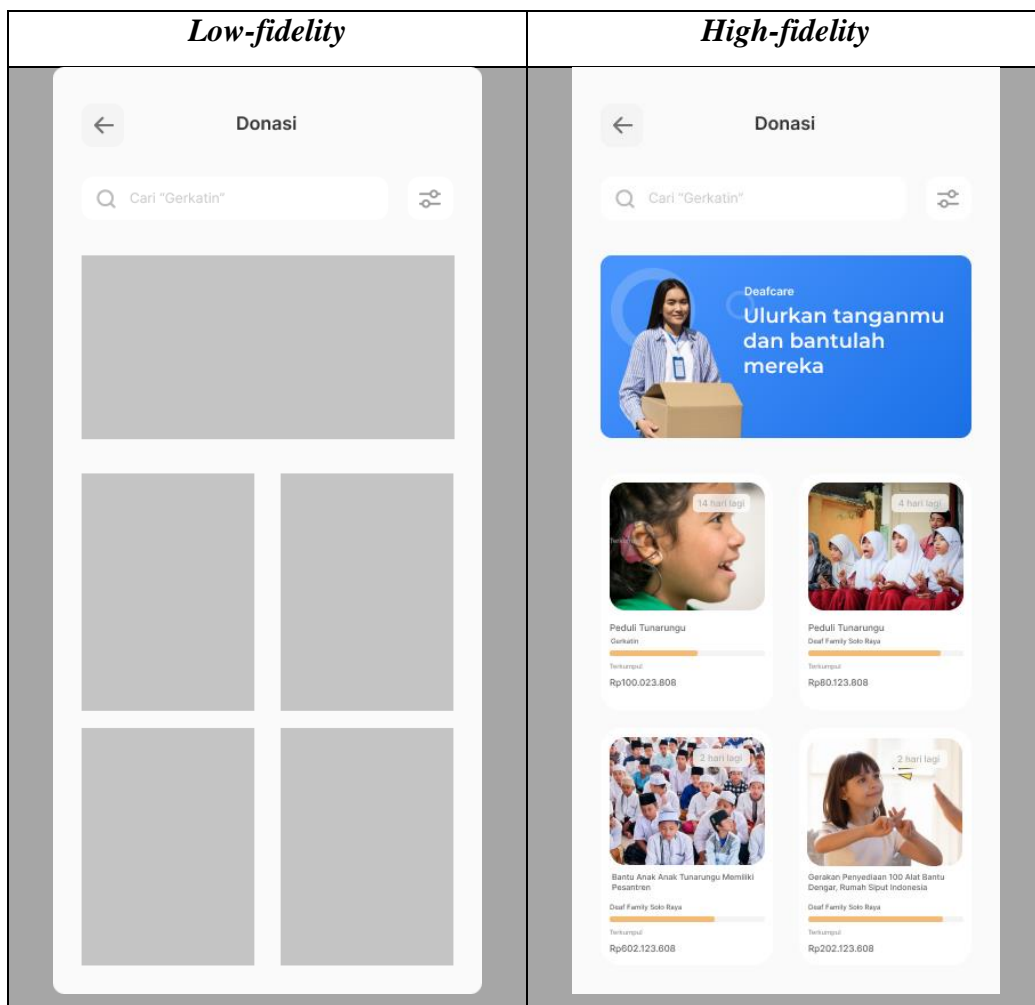 Low-fidelity
High-fidelity
Donasi
Cari "Gerkatin"
Donasi
Cari "Gerkatin"
Deafcare
Ulurkan tanganmu
dan bantulah
mereka
14 hari lagi
Peduli Tunarungu
Gerkatin
Terkumpul
Rp100.023.808
4 hari lagi
Peduli Tunarungu
Deaf Family Solo Raya
Terkumpul
Rp80.123.808
2 hari lagi
Bantu Anak Anak Tunarungu Memiliki
Pesantren
Deaf Family Solo Raya
Terkumpul
Rp602.123.608
2 hari lagi
Gerakan Penyediaan 100 Alat Bantu
Dengar, Rumah Siput Indonesia
Deaf Family Solo Raya
Terkumpul
Rp202.123.608